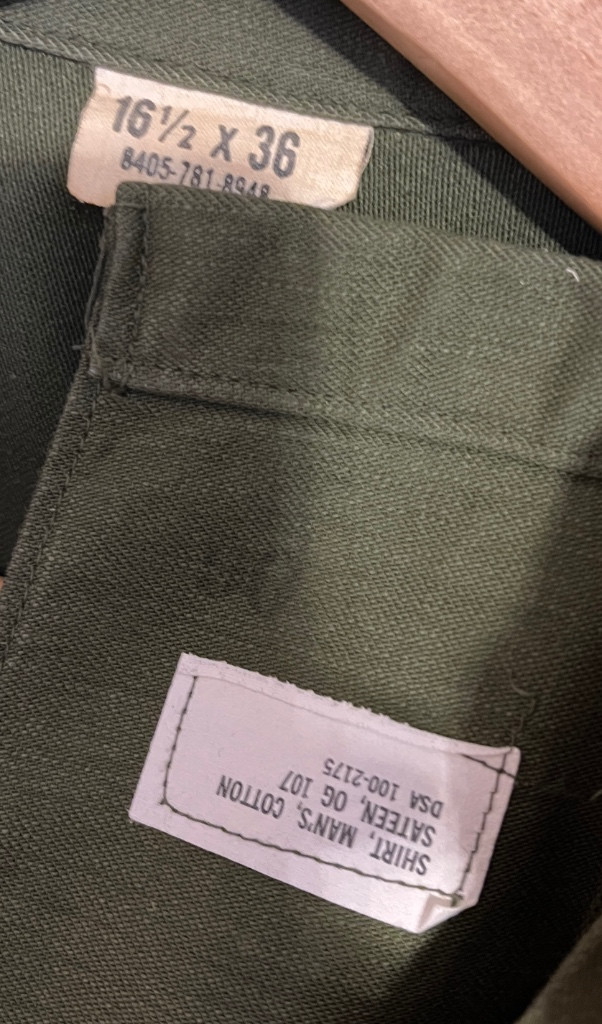 16½ X 36
8405-781-8948
SHIRT, MAN'S, COTTON
SATEEN, OG 107
DSA 100-2175